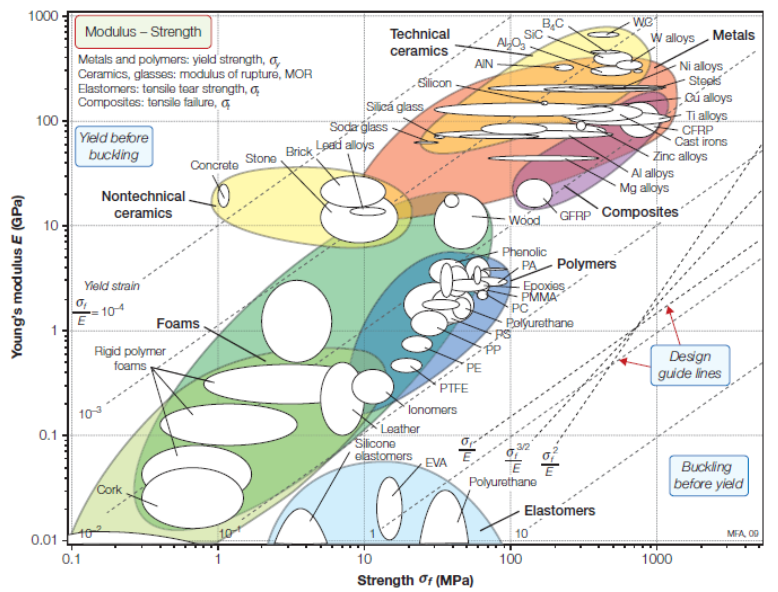 Modulus – Strength
Metals and polymers: yield strength, σy
Ceramics, glasses: modulus of rupture, MOR
Elastomers: tensile tear strength, σt
Composites: tensile failure, σt
Yield before
buckling
Technical
ceramics
B4C
WC
SiC
W alloys
Al2O3
Metals
AlN
Ni alloys
Silicon
Steels
Silica glass
Cu alloys
Soda glass
Ti alloys
CFRP
Cast irons
Lead alloys
Brick
Stone
Zinc alloys
Concrete
Al alloys
Mg alloys
Nontechnical
ceramics
GFRP
Composites
Wood
Phenolic
PA
Polymers
Epoxies
PMMA
PC
Polyurethane
PS
PP
PE
PTFE
Ionomers
Leather
Yield strain
σf/E = 10-4
Foams
Rigid polymer
foams
Cork
Silicone
elastomers
EVA
Polyurethane
Elastomers
Design
guide lines
σf/E
σf3/2/E
σf2/E
Buckling
before yield
10-3
10-2
10-1
1
10
MFA, 09
Young's modulus E (GPa)
1000
100
10
1
0.1
0.01
0.1
1
10
100
1000
Strength σf (MPa)